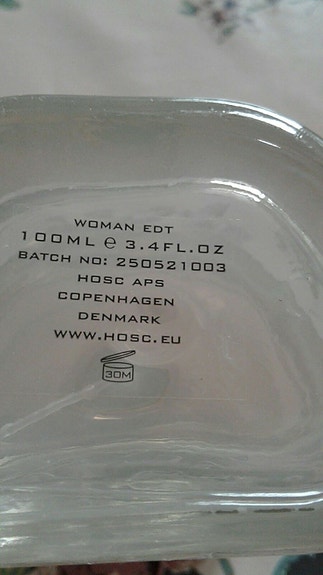 WOMAN EDT
100ML ℮ 3.4FL.OZ
BATCH NO: 250521003
HOSC APS
COPENHAGEN
DENMARK
WWW.HOSC.EU
30M